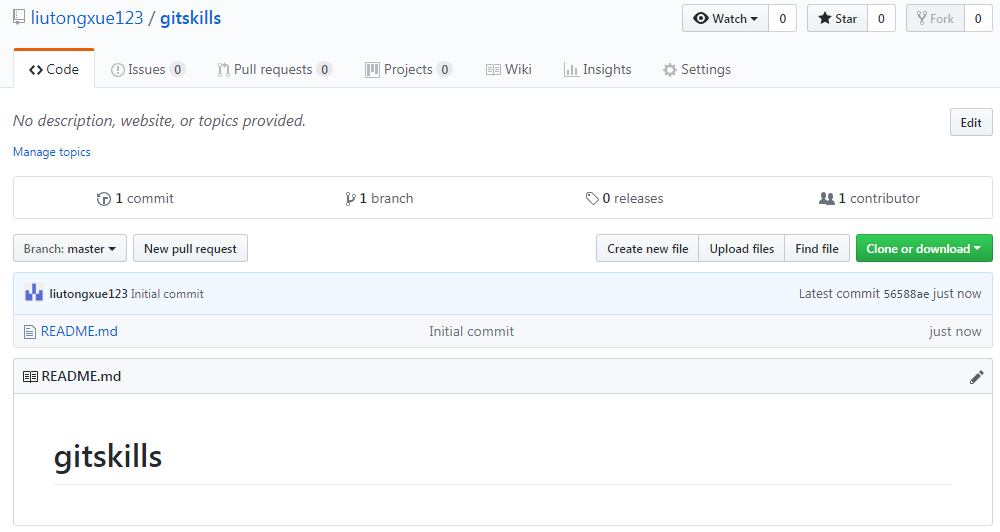 liutongxue123 / gitskills Watch 0 Star 0 Fork 0
Code Issues 0 Pull requests 0 Projects 0 Wiki Insights Settings
No description, website, or topics provided. Edit
Manage topics
1 commit 1 branch 0 releases 1 contributor
Branch: master New pull request Create new file Upload files Find file Clone or download
liutongxue123 Initial commit Latest commit 56588ae just now
README.md Initial commit just now
README.md
gitskills